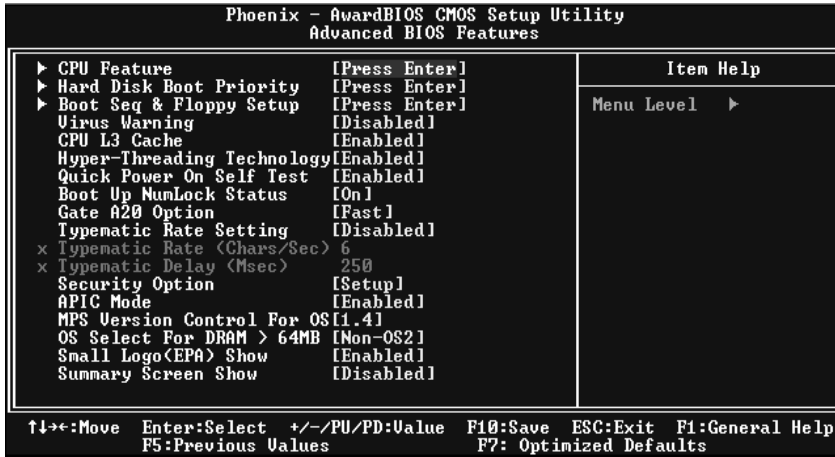 Phoenix - AwardBIOS CMOS Setup Utility
Advanced BIOS Features
▶ CPU Feature [Press Enter]
▶ Hard Disk Boot Priority [Press Enter]
▶ Boot Seq & Floppy Setup [Press Enter]
Virus Warning [Disabled]
CPU L3 Cache [Enabled]
Hyper-Threading Technology[Enabled]
Quick Power On Self Test [Enabled]
Boot Up NumLock Status [On]
Gate A20 Option [Fast]
Typematic Rate Setting [Disabled]
x Typematic Rate (Chars/Sec) 6
x Typematic Delay (Msec) 250
Security Option [Setup]
APIC Mode [Enabled]
MPS Version Control For OS[1.4]
OS Select For DRAM > 64MB [Non-OS2]
Small Logo(EPA) Show [Enabled]
Summary Screen Show [Disabled]
Item Help
Menu Level ▶
↑↓→←:Move Enter:Select +/-/PU/PD:Value F10:Save ESC:Exit F1:General Help
F5:Previous Values F7: Optimized Defaults